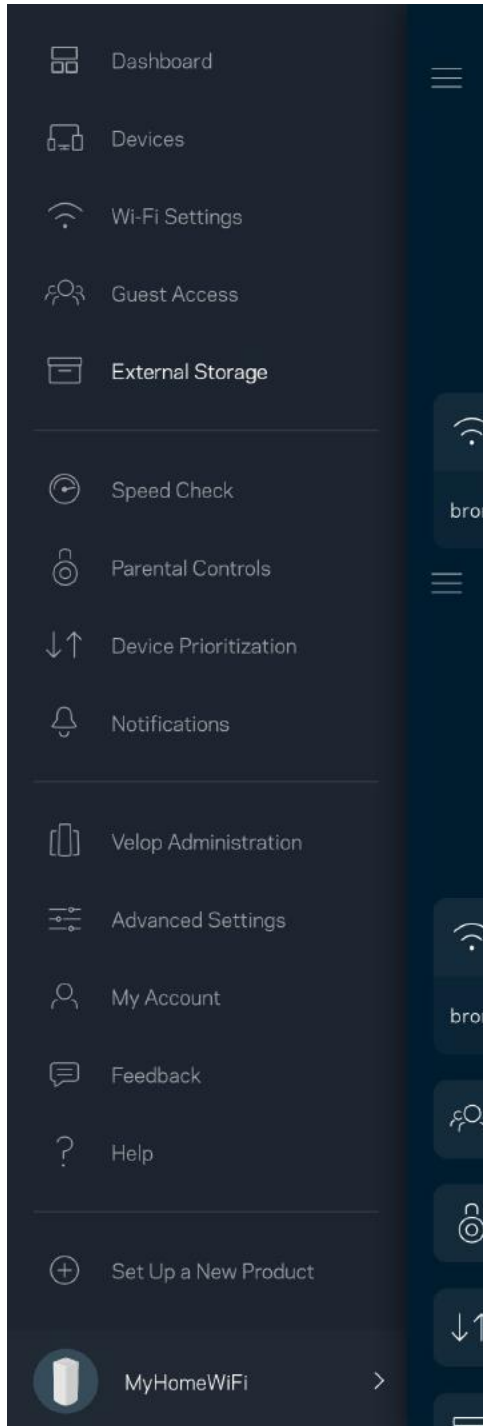 Dashboard
Devices
Wi-Fi Settings
Guest Access
External Storage
Speed Check
Parental Controls
Device Prioritization
Notifications
Velop Administration
Advanced Settings
My Account
Feedback
Help
Set Up a New Product
MyHomeWiFi